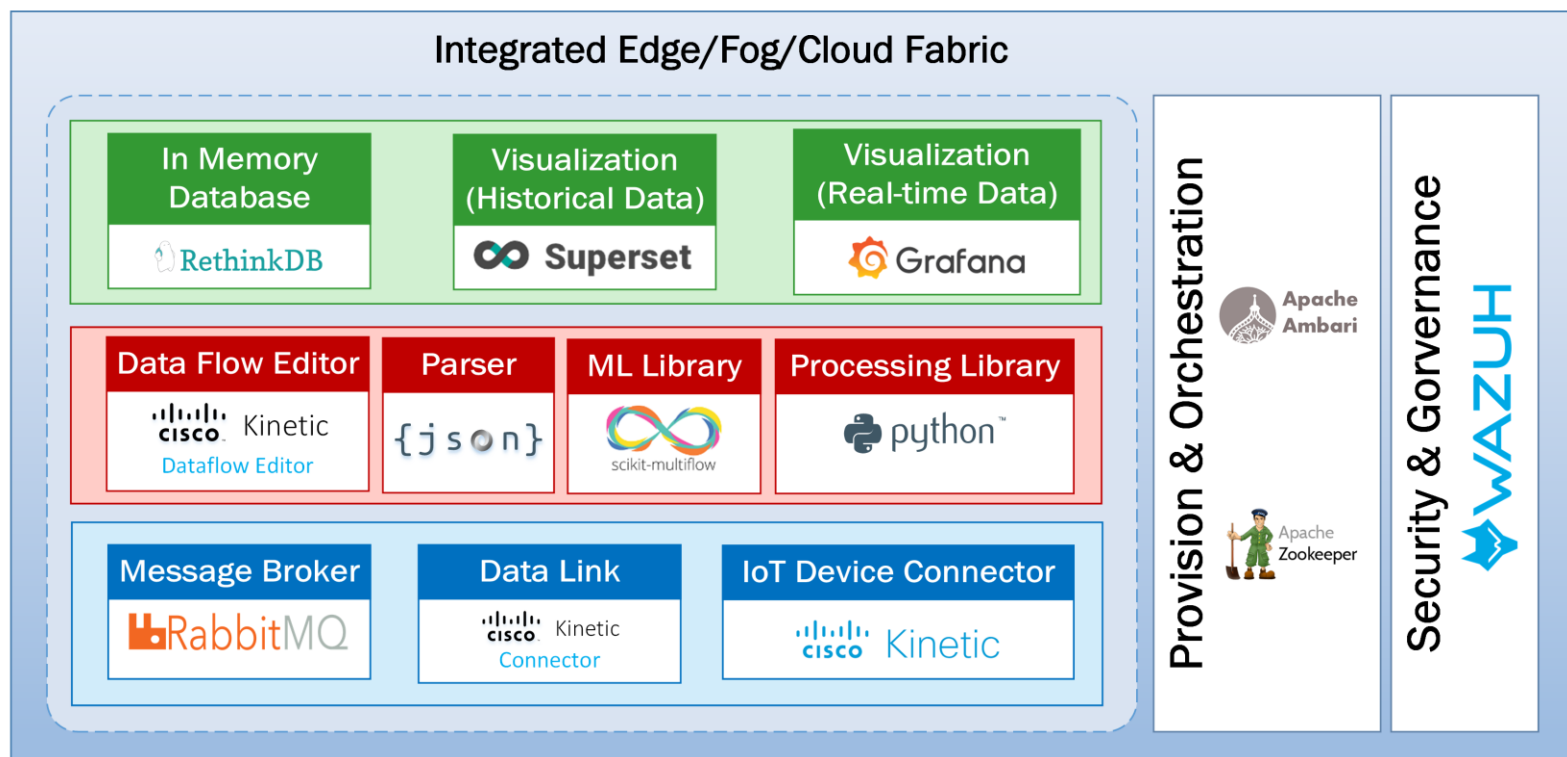 Integrated Edge/Fog/Cloud Fabric
In Memory
Database
RethinkDB
Visualization
(Historical Data)
Superset
Visualization
(Real-time Data)
Grafana
Data Flow Editor
CISCO Kinetic
Dataflow Editor
Parser
{json}
ML Library
scikit-multiflow
Processing Library
python™
Message Broker
RabbitMQ
Data Link
CISCO Kinetic
Connector
IoT Device Connector
CISCO Kinetic
Provision & Orchestration
Apache
Ambari
Apache
Zookeeper
Security & Gorvernance
WAZUH